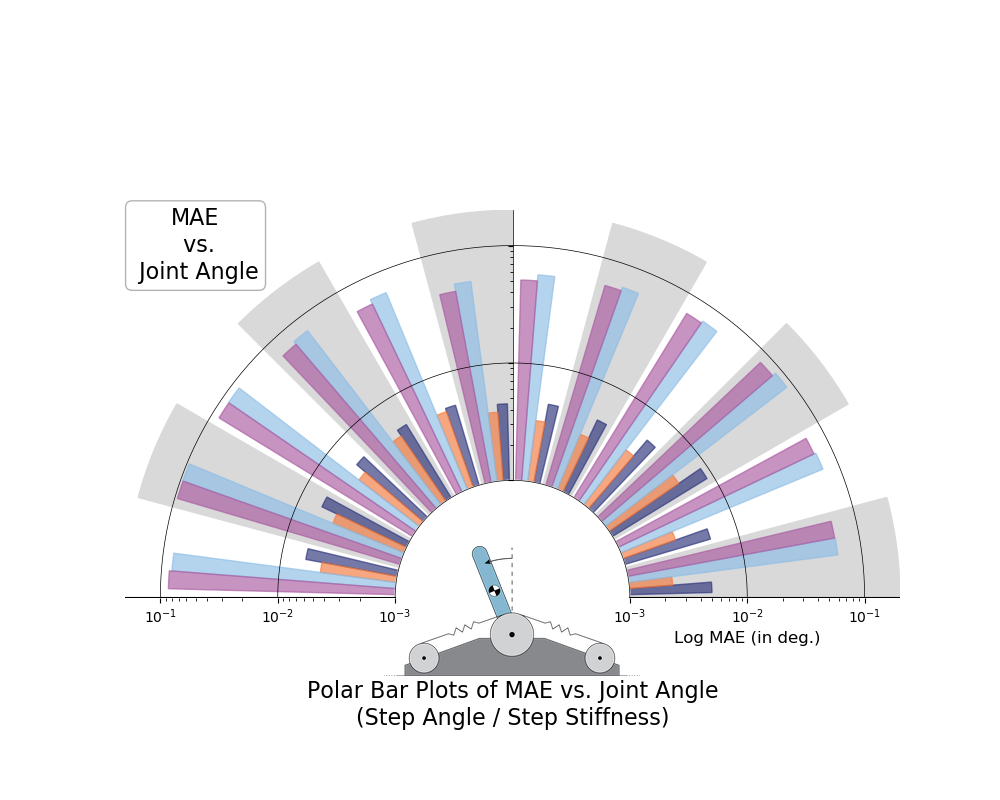 MAE
vs.
Joint Angle
10⁻¹ 10⁻² 10⁻³ 10⁻³ 10⁻² 10⁻¹
Log MAE (in deg.)
Polar Bar Plots of MAE vs. Joint Angle
(Step Angle / Step Stiffness)